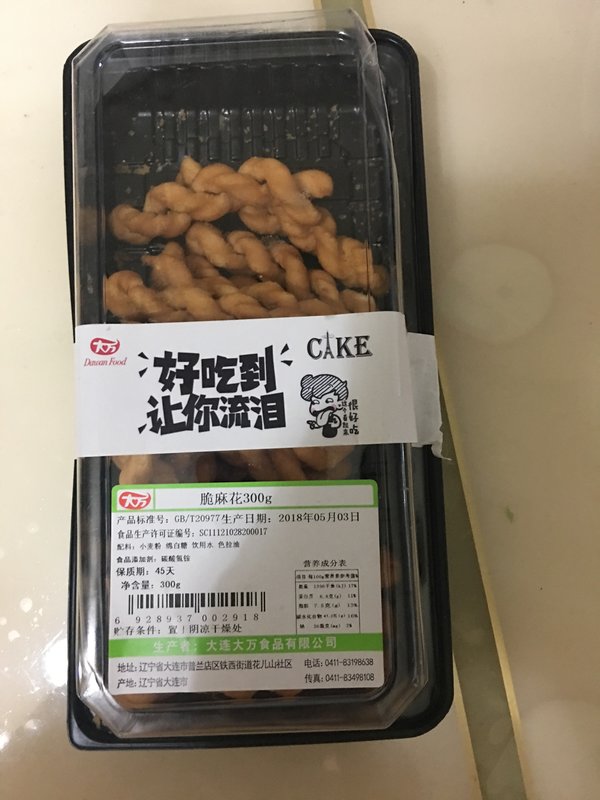 大万
Dawan Food
好吃到
让你流泪
CAKE
很好吃
大万
脆麻花300g
产品标准号：GB/T20977 生产日期：2018年05月03日
食品生产许可证编号：SC11121028200017
配料：小麦粉 绵白糖 饮用水 色拉油
食品添加剂：碳酸氢铵
保质期：45天
净含量：300g
营养成分表
6 928937 002918
贮存条件：置于阴凉干燥处
生产者：大连大万食品有限公司
地址：辽宁省大连市普兰店区铁西街道花儿山社区 电话：0411-83198638
产地：辽宁省大连市 传真：0411-83498108